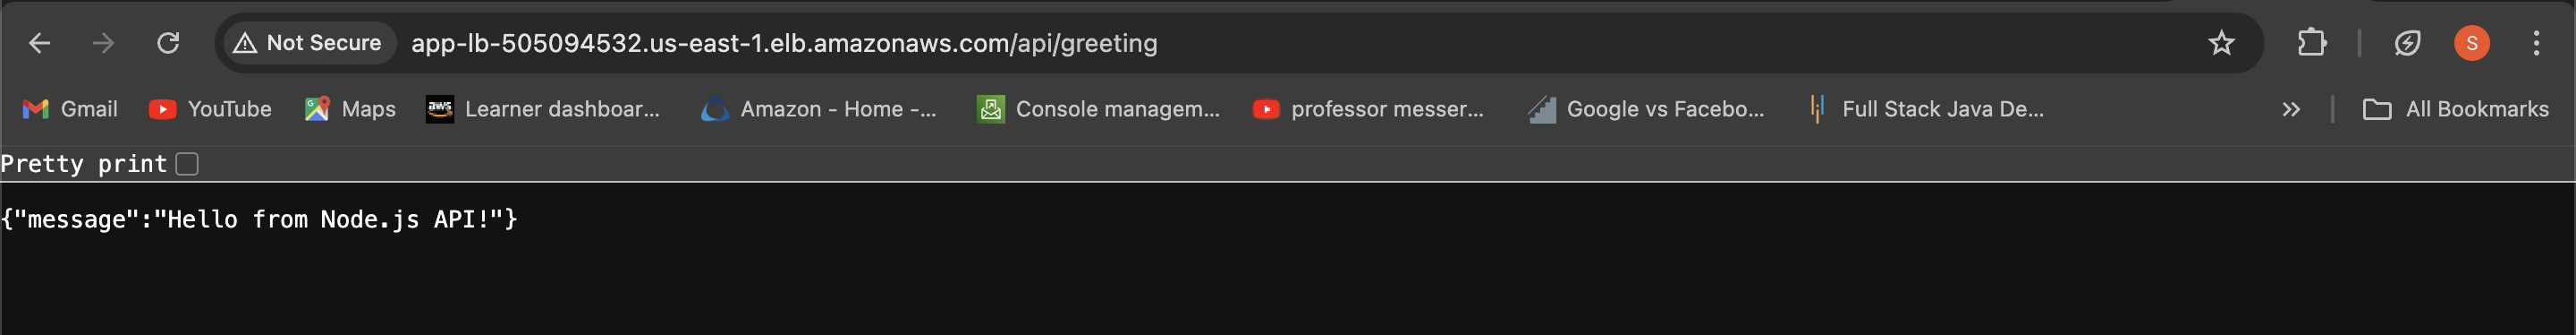 Not Secure app-lb-505094532.us-east-1.elb.amazonaws.com/api/greeting S
Gmail YouTube Maps aws Learner dashboar... Amazon - Home -... Console managem... professor messer... Google vs Facebo... Full Stack Java De... » All Bookmarks
Pretty print
{"message":"Hello from Node.js API!"}